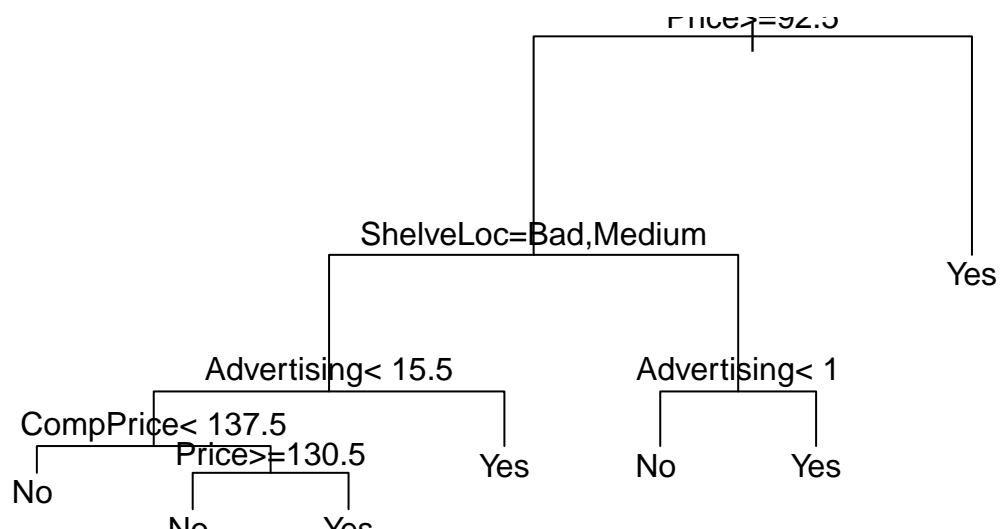 Price>=92.5
ShelveLoc=Bad,Medium
Yes
Advertising< 15.5
Advertising< 1
CompPrice< 137.5
Price>=130.5
Yes
No
Yes
No
No
Yes